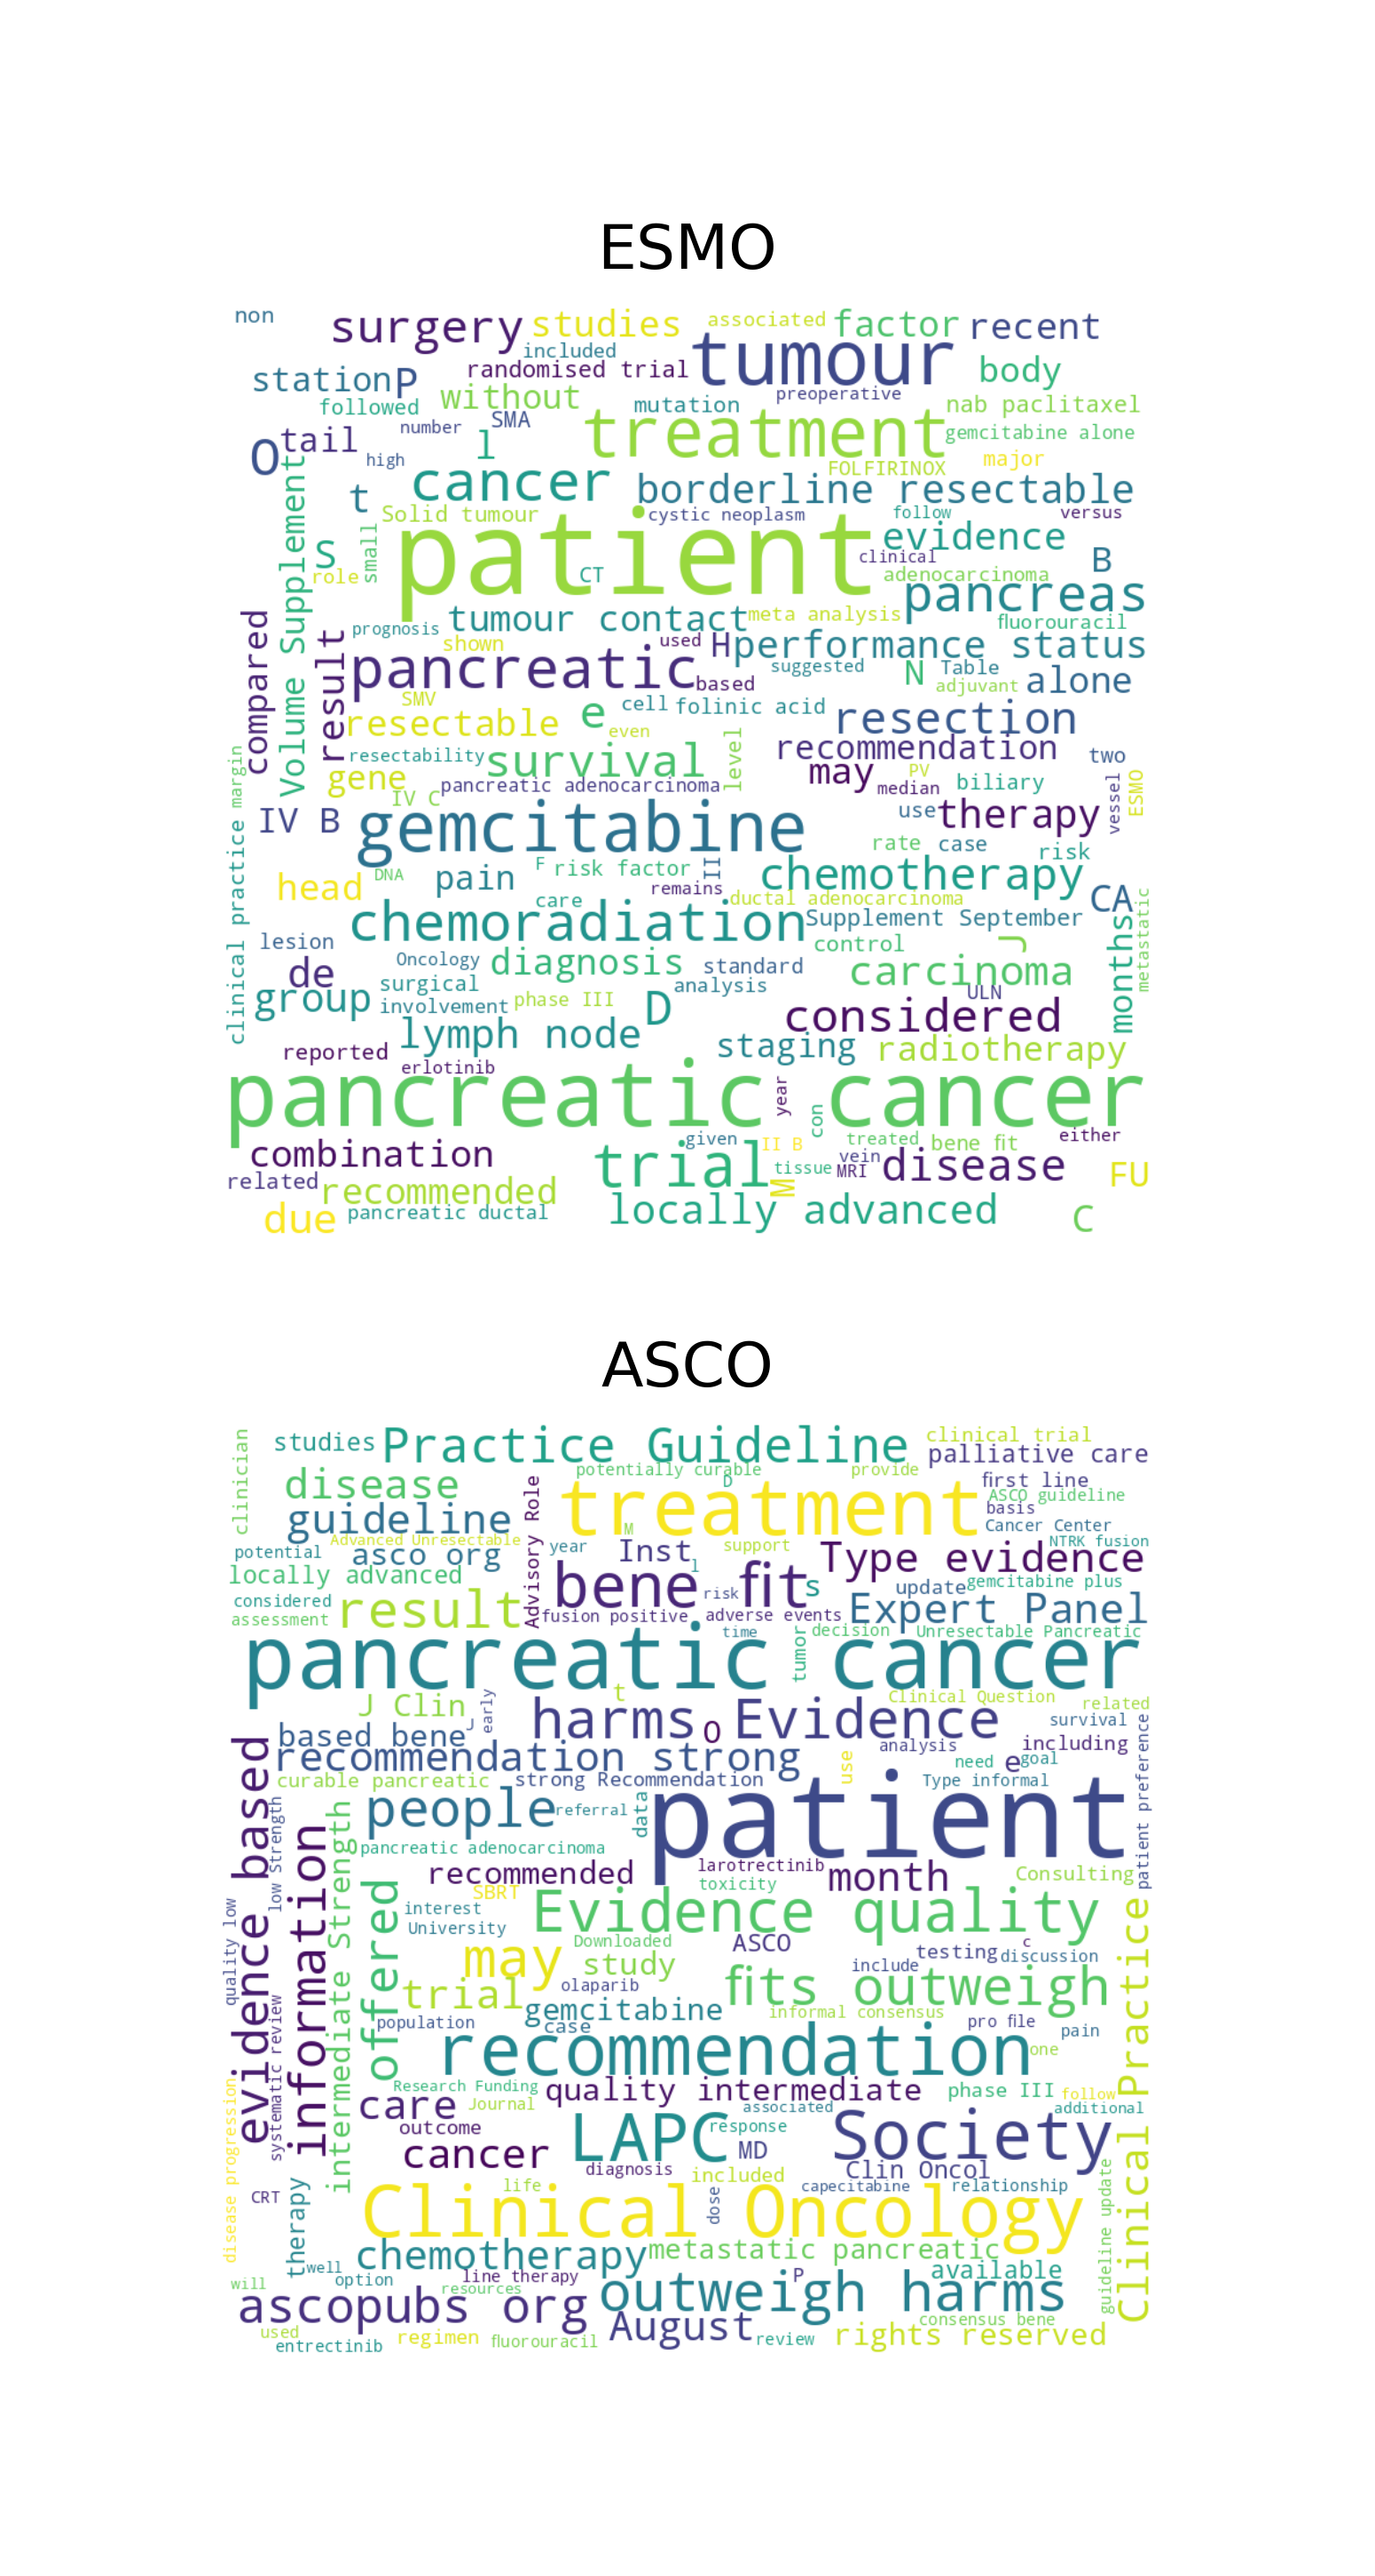 ESMO
non
surgery studies associated factor recent
included
randomised trial tumour body
station P
followed without mutation preoperative nab paclitaxel
number SMA
O tail l treatment gemcitabine alone
high FOLFIRINOX major
t cancer borderline resectable
Solid tumour cystic neoplasm follow versus
Volume Supplement
S small patient evidence
role CT clinical B
adenocarcinoma
pancreas
compared result
prognosis tumour contact meta analysis fluorouracil
shown used H performance status
pancreatic based suggested N Table
adjuvant alone
SMV
resectable e cell folinic acid resection
even
resectability survival level recommendation two
gene pancreatic adenocarcinoma may PV biliary
median vessel ESMO
IV C
IV B gemcitabine use therapy
clinical practice margin
rate case risk
head DNA pain F risk factor II chemotherapy
remains
care ductal adenocarcinoma CA
chemoradiation Supplement September
metastatic
lesion control J
de Oncology diagnosis standard carcinoma months
surgical analysis ULN
group involvement phase III D considered
lymph node
reported staging radiotherapy
erlotinib
pancreatic cancer
year con
combination given II B treated bene fit either
trial vein disease
related tissue MRI FU
recommended M
due pancreatic ductal locally advanced C
ASCO
clinician
studies Practice Guideline clinical trial
palliative care
disease potentially curable provide first line
D
treatment ASCO guideline
guideline Advisory Role basis
M Cancer Center
Advanced Unresectable NTRK fusion
potential asco org year Inst support Type evidence
locally advanced l
bene fit s update gemcitabine plus
considered risk
assessment result fusion positive adverse events Expert Panel
time tumor decision Unresectable Pancreatic
pancreatic cancer
t Clinical Question related
J Clin J early harms O Evidence survival
based bene analysis including
recommendation strong use need e goal
curable pancreatic strong Recommendation Type informal
evidence based low Strength
patient preference
people referral data patient
information intermediate Strength
pancreatic adenocarcinoma
recommended larotrectinib month Consulting
toxicity
offered SBRT
interest Evidence quality
University
quality low
Downloaded ASCO c
may study testing discussion
include
trial olaparib fits outweigh
Clinical Practice
gemcitabine informal consensus
population case pro file pain
systematic review
recommendation one
Research Funding quality intermediate phase III follow
care Journal associated additional
disease progression
outcome LAPC response Society
cancer MD
diagnosis included Clin Oncol
CRT life capecitabine relationship
therapy Clinical Oncology dose
guideline update
chemotherapy metastatic pancreatic
well available
will option line therapy P
resources
ascopubs org outweigh harms
used August consensus bene
entrectinib regimen fluorouracil review rights reserved